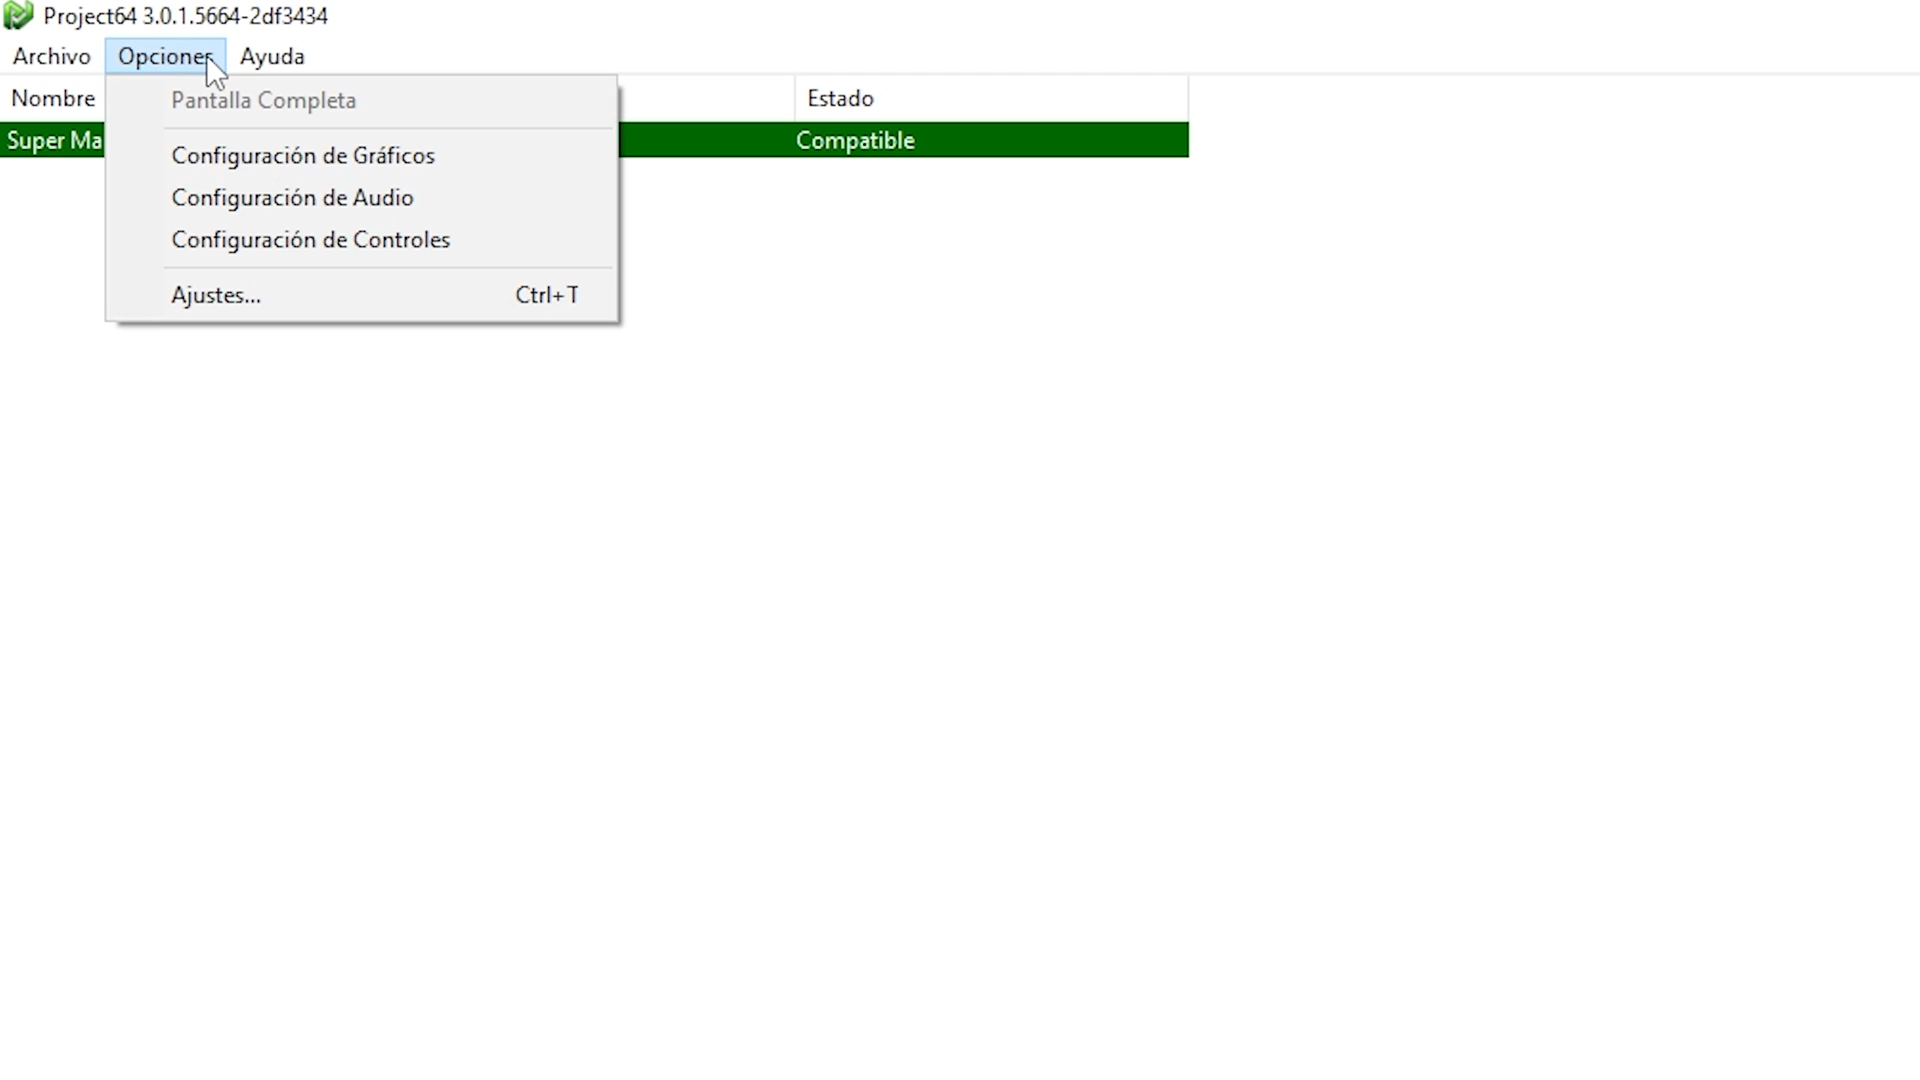 Project64 3.0.1.5664-2df3434
Archivo Opciones Ayuda
Nombre Estado
Super Ma Compatible
Pantalla Completa
Configuración de Gráficos
Configuración de Audio
Configuración de Controles
Ajustes... Ctrl+T